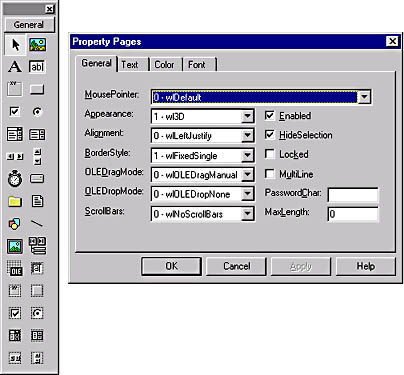 General
A
ab
Property Pages
General Text Color Font
MousePointer: 0 - wlDefault
Appearance: 1 - wl3D Enabled
Alignment: 0 - wlLeftJustify HideSelection
BorderStyle: 1 - wlFixedSingle Locked
OLEDragMode: 0 - wlOLEDragManual MultiLine
OLEDropMode: 0 - wlOLEDropNone PasswordChar:
ScrollBars: 0 - wlNoScrollBars MaxLength: 0
OK Cancel Apply Help
OLE